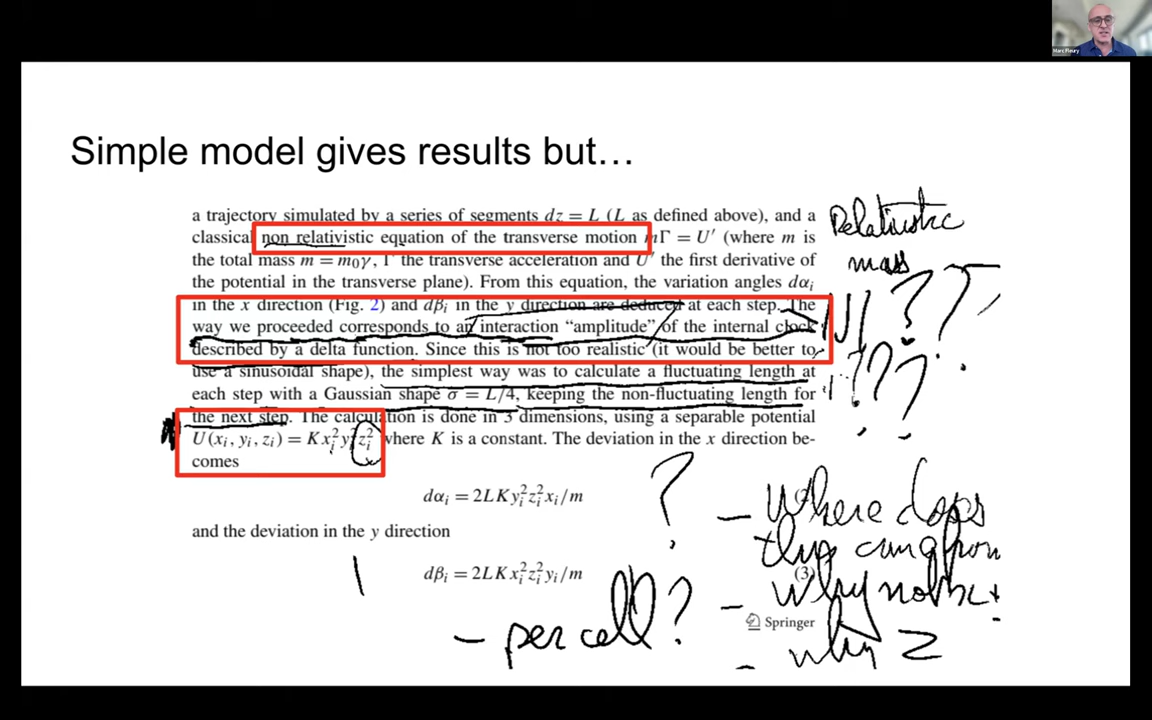 Marc Fleury
Simple model gives results but…
a trajectory simulated by a series of segments dz = L (L as defined above), and a
classical non relativistic equation of the transverse motion mΓ = U′ (where m is
the total mass m = m₀γ, Γ the transverse acceleration and U′ the first derivative of
the potential in the transverse plane). From this equation, the variation angles dαᵢ
in the x direction (Fig. 2) and dβᵢ in the y direction are deduced at each step. The
way we proceeded corresponds to an interaction “amplitude” of the internal clock
described by a delta function. Since this is not too realistic (it would be better to
use a sinusoidal shape), the simplest way was to calculate a fluctuating length at
each step with a Gaussian shape σ = L/4, keeping the non-fluctuating length for
the next step. The calculation is done in 3 dimensions, using a separable potential
U(xᵢ, yᵢ, zᵢ) = Kxᵢ²yᵢ²zᵢ² where K is a constant. The deviation in the x direction be-
comes
dαᵢ = 2LKyᵢ²zᵢ²xᵢ/m
and the deviation in the y direction
dβᵢ = 2LKxᵢ²zᵢ²yᵢ/m
(3)
Springer
Relativistic
mass
???
???
?
- Where does
this
- why not
- why z
- per cell?